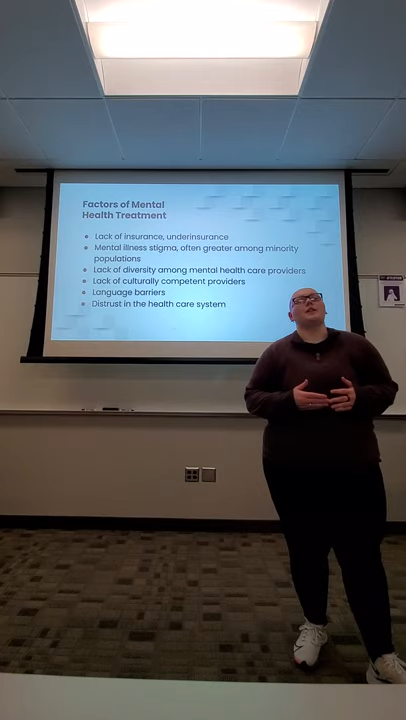 Factors of Mental
Health Treatment
• Lack of insurance, underinsurance
• Mental illness stigma, often greater among minority
populations
• Lack of diversity among mental health care providers
• Lack of culturally competent providers
• Language barriers
• Distrust in the health care system